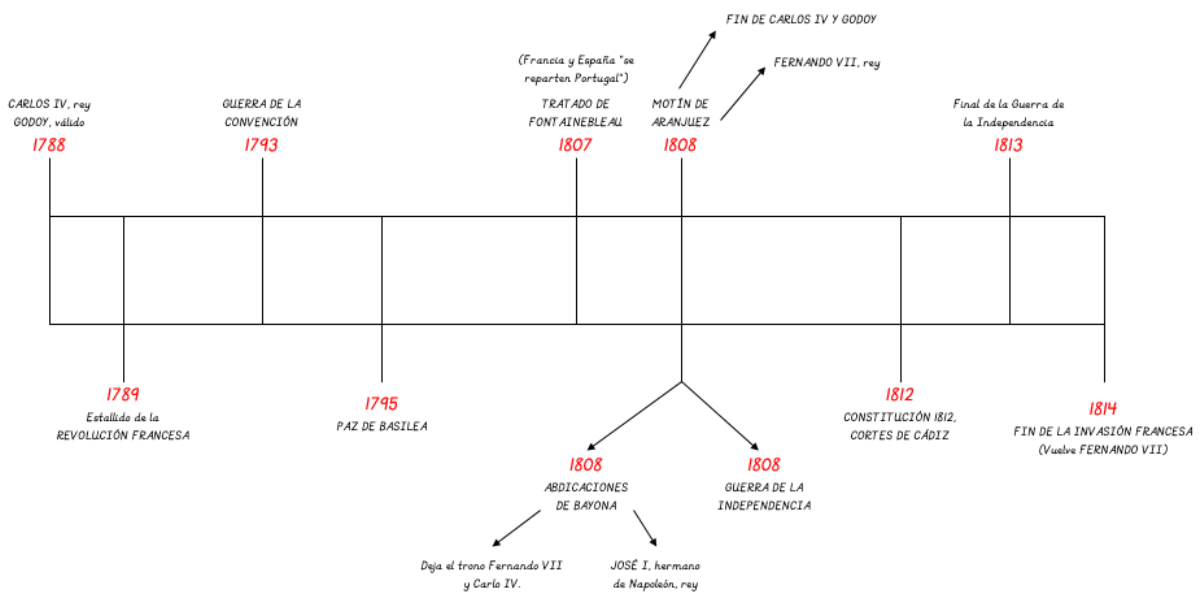 FIN DE CARLOS IV Y GODOY
(Francia y España "se
reparten Portugal")
FERNANDO VII, rey
CARLOS IV, rey
GODOY, válido
1788
GUERRA DE LA
CONVENCIÓN
1793
TRATADO DE
FONTAINEBLEAU
1807
MOTÍN DE
ARANJUEZ
1808
Final de la Guerra de
la Independencia
1813
1789
Estallido de la
REVOLUCIÓN FRANCESA
1795
PAZ DE BASILEA
1812
CONSTITUCIÓN 1812,
CORTES DE CÁDIZ
1814
FIN DE LA INVASIÓN FRANCESA
(Vuelve FERNANDO VII)
1808
ABDICACIONES
DE BAYONA
1808
GUERRA DE LA
INDEPENDENCIA
Deja el trono Fernando VII
y Carlo IV.
JOSÉ I, hermano
de Napoleón, rey